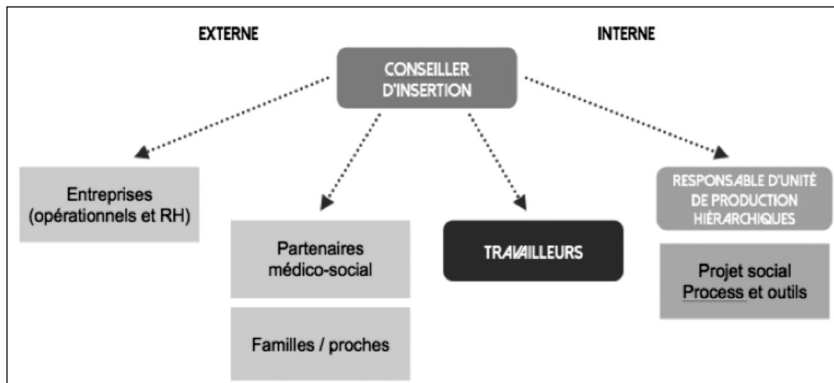 EXTERNE
INTERNE
CONSEILLER
D'INSERTION
Entreprises
(opérationnels et RH)
Partenaires
médico-social
Familles / proches
TRAVAILLEURS
RESPONSABLE D'UNITÉ
DE PRODUCTION
HIÉRARCHIQUES
Projet social
Process et outils